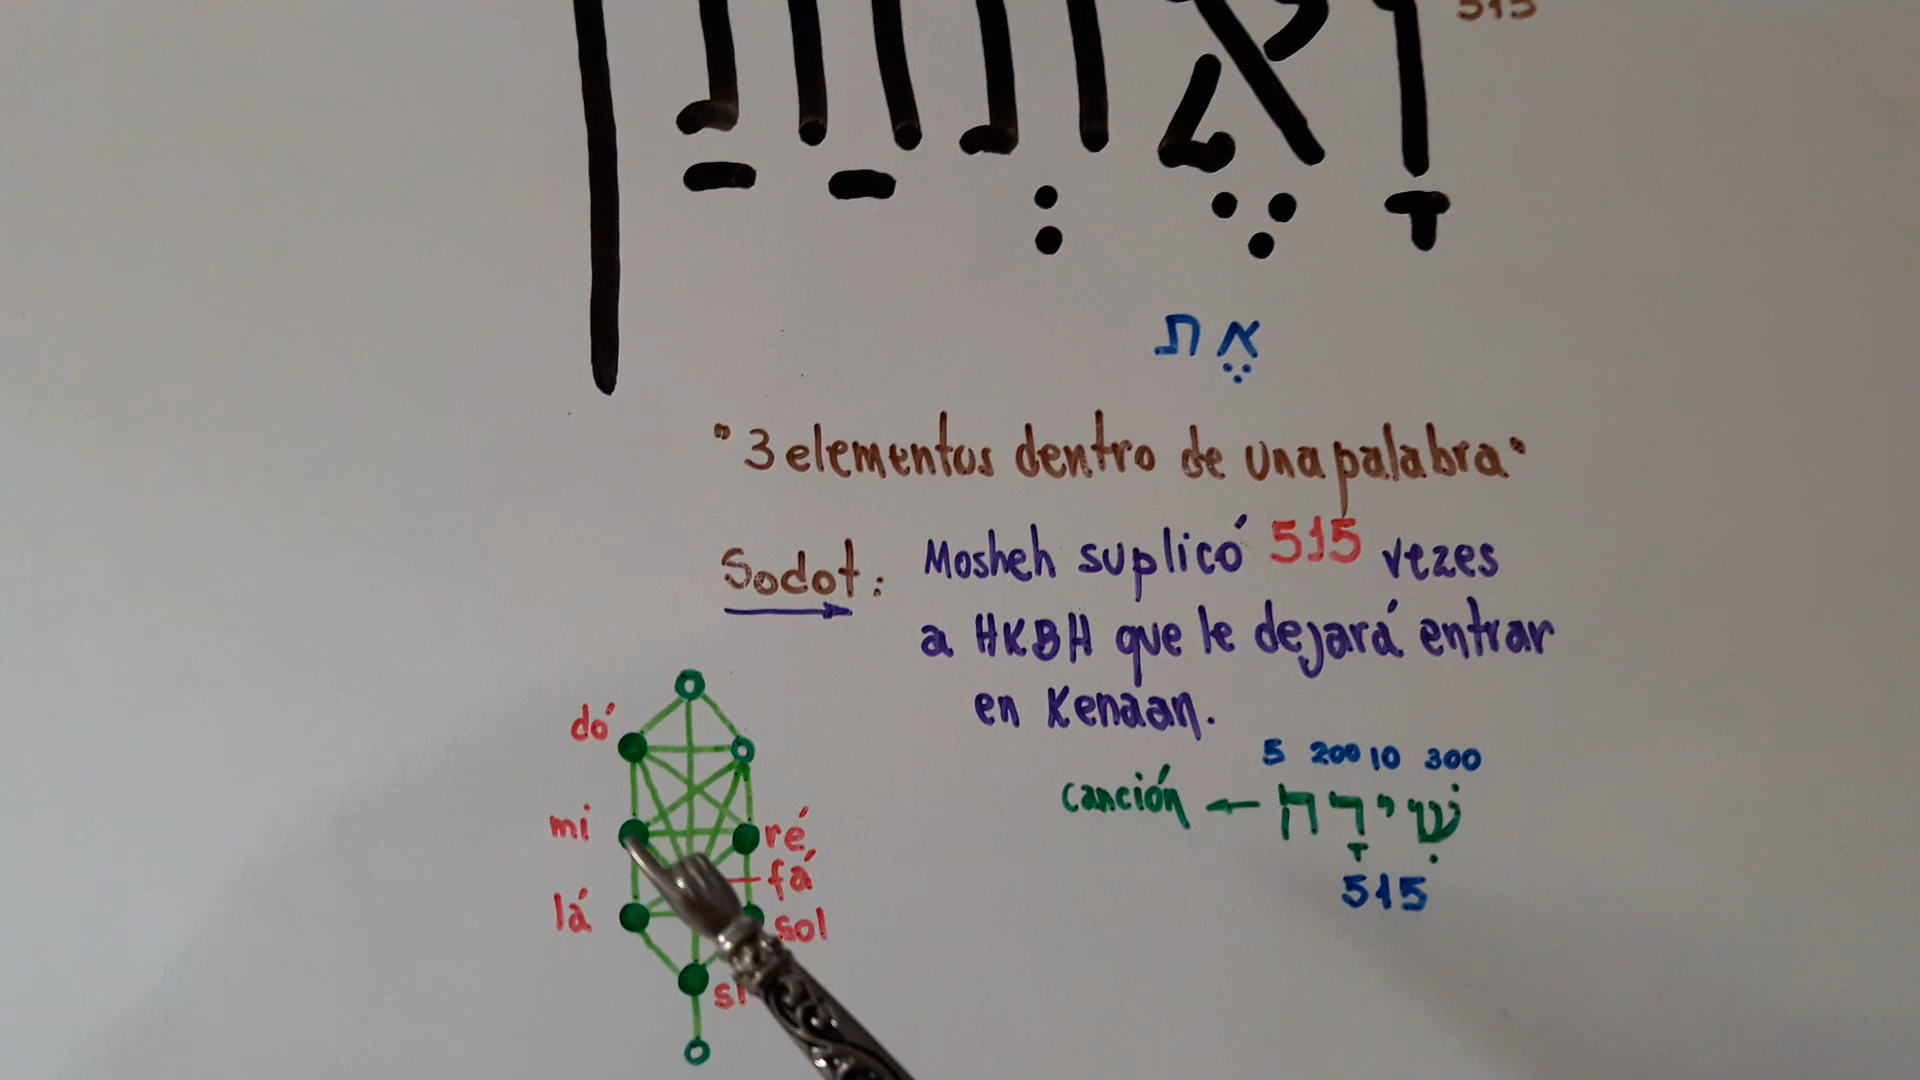 515
וָאֶתְחַנַן
אֶת
"3 elementos dentro de una palabra"
Sodot: Mosheh suplicó 515 vezes
a HKBH que le dejará entrar
en Kenaan.
dó
mi
ré
fá
lá
sol
si
5 200 10 300
canción ← שִׁירָה
515